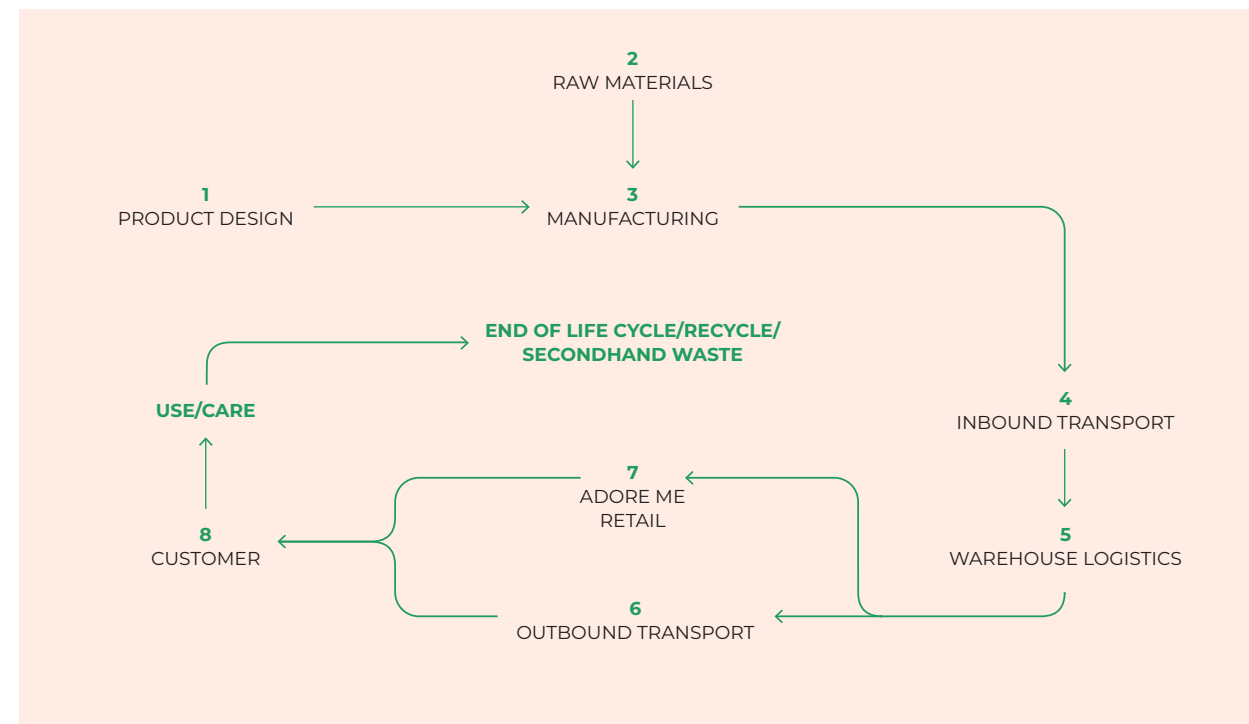 2
RAW MATERIALS
1
PRODUCT DESIGN
3
MANUFACTURING
END OF LIFE CYCLE/RECYCLE/
SECONDHAND WASTE
USE/CARE
4
INBOUND TRANSPORT
7
ADORE ME
RETAIL
8
CUSTOMER
5
WAREHOUSE LOGISTICS
6
OUTBOUND TRANSPORT